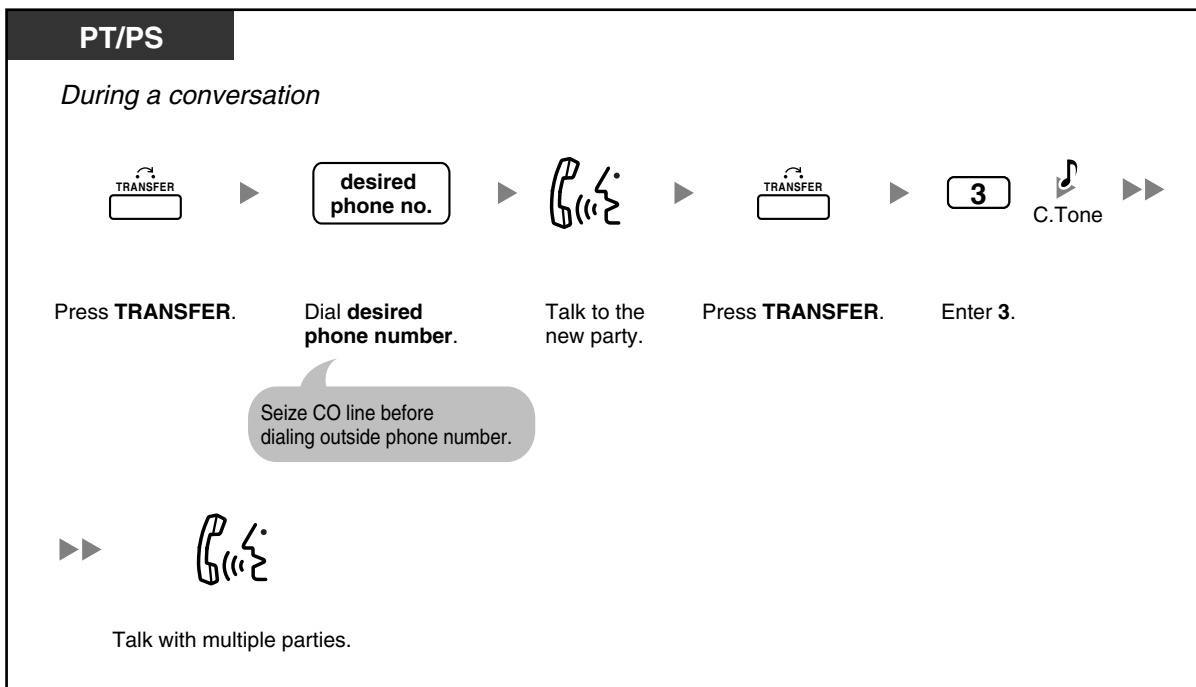 PT/PS
During a conversation
TRANSFER
desired
phone no.
TRANSFER
3
C.Tone
Press TRANSFER.
Dial desired
phone number.
Talk to the
new party.
Press TRANSFER.
Enter 3.
Seize CO line before
dialing outside phone number.
Talk with multiple parties.